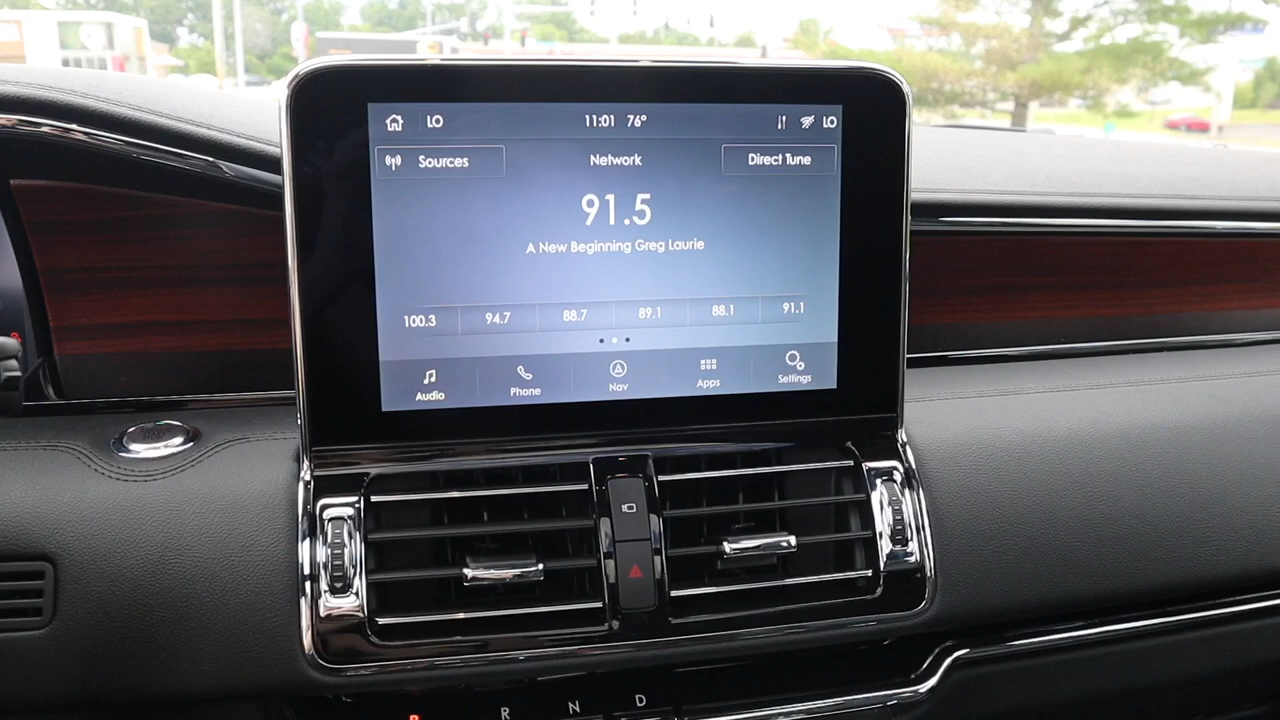 LO 11:01 76° LO
Sources Network Direct Tune
91.5
A New Beginning Greg Laurie
100.3 94.7 88.7 89.1 88.1 91.1
Audio Phone Nav Apps Settings
P R N D